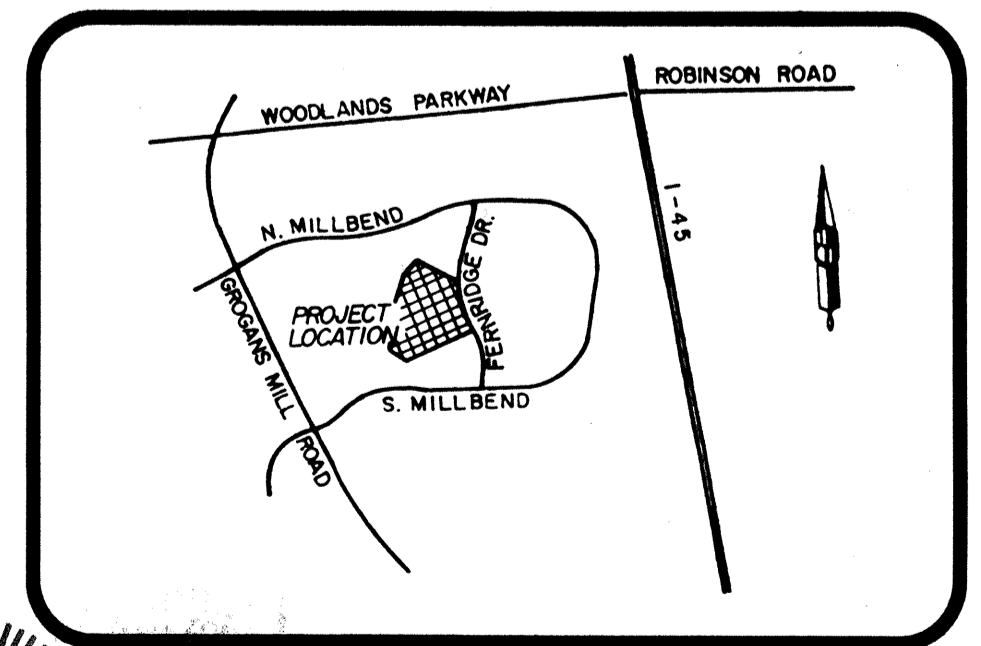 ROBINSON ROAD
WOODLANDS PARKWAY
I-45
N. MILLBEND
FERNRIDGE DR.
GROGANS MILL ROAD
PROJECT
LOCATION
S. MILLBEND